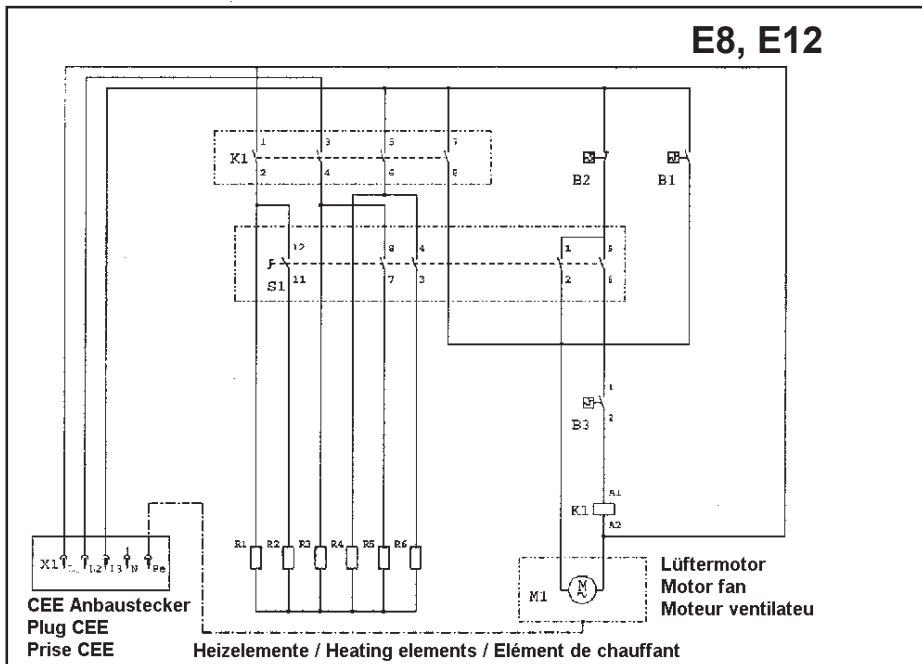 E8, E12
1 3 5 7
K1
2 4 6 8
B2 B1
12 8 4 1 5
S1 11 7 3 2 6
1
B3 2
A1
K1
A2
R1 R2 R3 R4 R5 R6
X1 L1 L2 L3 N Pe
M1 M
Lüftermotor
Motor fan
Moteur ventilateu
CEE Anbaustecker
Plug CEE
Prise CEE
Heizelemente / Heating elements / Elément de chauffant